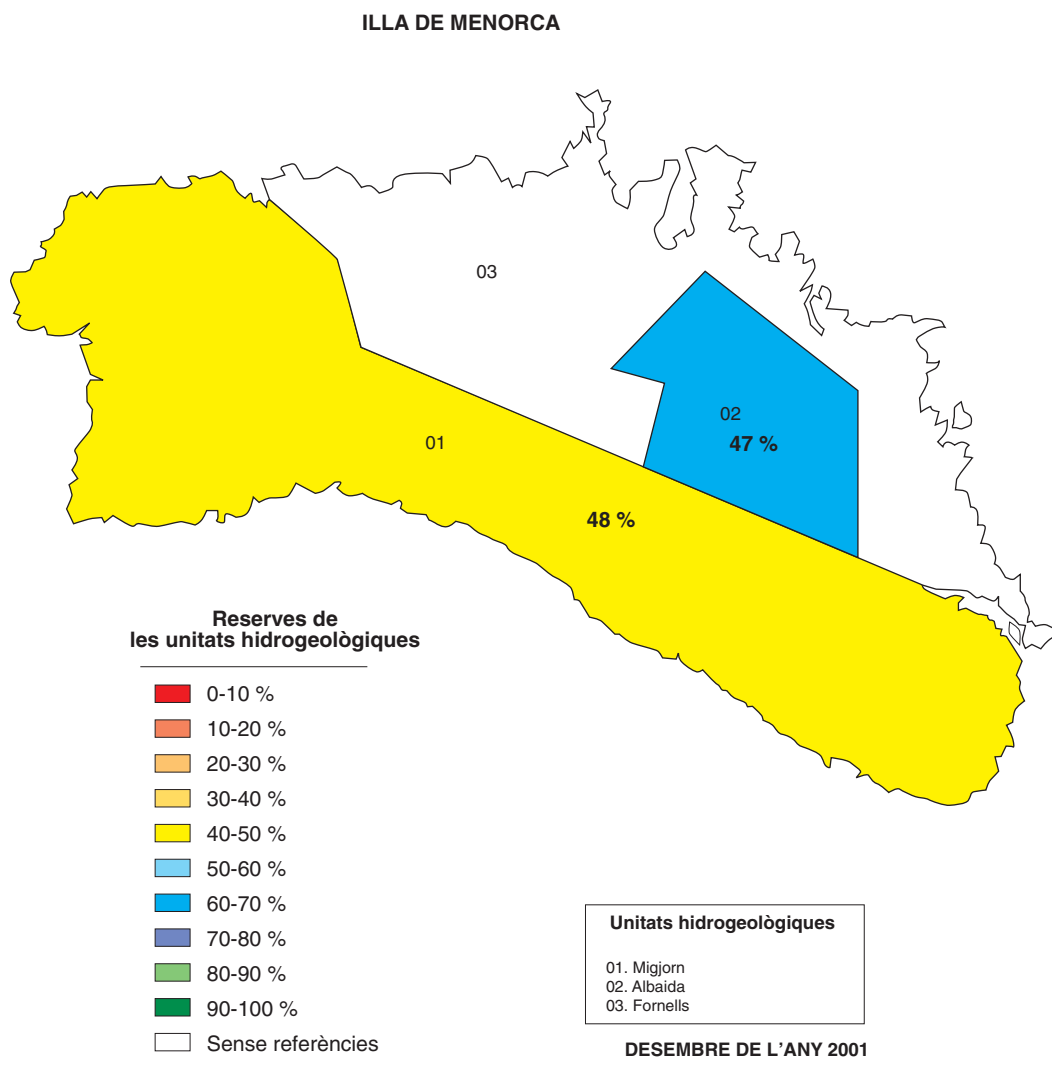 ILLA DE MENORCA
03
02
47 %
01
48 %
Reserves de
les unitats hidrogeològiques
0-10 %
10-20 %
20-30 %
30-40 %
40-50 %
50-60 %
60-70 %
70-80 %
80-90 %
90-100 %
Sense referències
Unitats hidrogeològiques
01. Migjorn
02. Albaida
03. Fornells
DESEMBRE DE L'ANY 2001